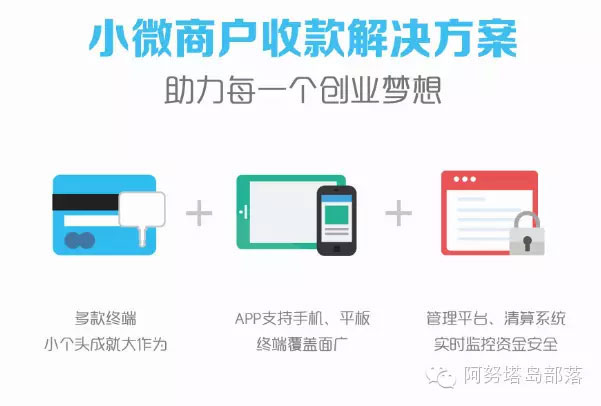 小微商户收款解决方案
助力每一个创业梦想
多款终端
小个头成就大作为
APP支持手机、平板
终端覆盖面广
管理平台、清算系统
实时监控资金安全
阿努塔岛部落